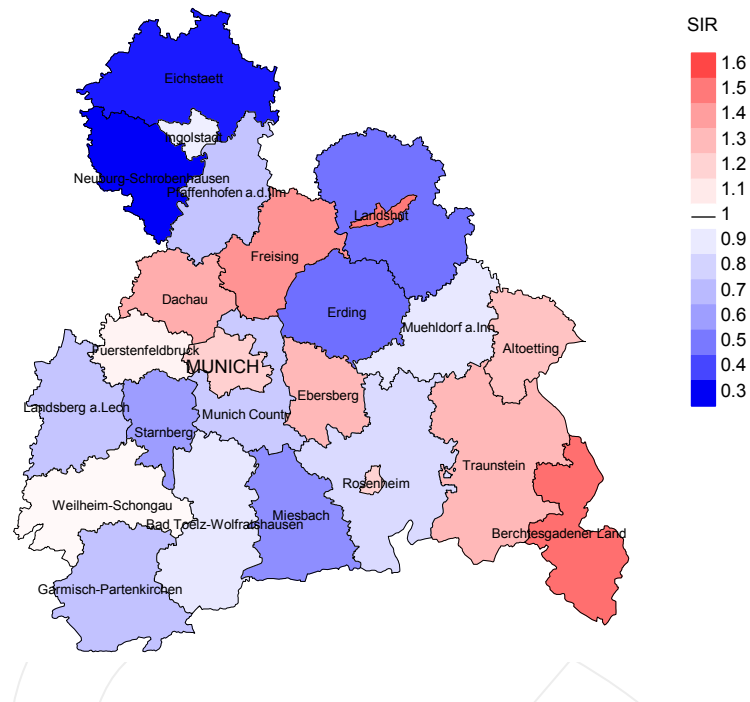 SIR
1.6
1.5
1.4
1.3
1.2
1.1
1
0.9
0.8
0.7
0.6
0.5
0.4
0.3
Eichstaett
Ingolstadt
Neuburg-Schrobenhausen
Pfaffenhofen a.d.Ilm
Landshut
Freising
Dachau
Erding
Muehldorf a.Inn
Altoetting
Fuerstenfeldbruck
MUNICH
Ebersberg
Landsberg a.Lech
Munich County
Starnberg
Traunstein
Rosenheim
Weilheim-Schongau
Miesbach
Bad Toelz-Wolfratshausen
Berchtesgadener Land
Garmisch-Partenkirchen